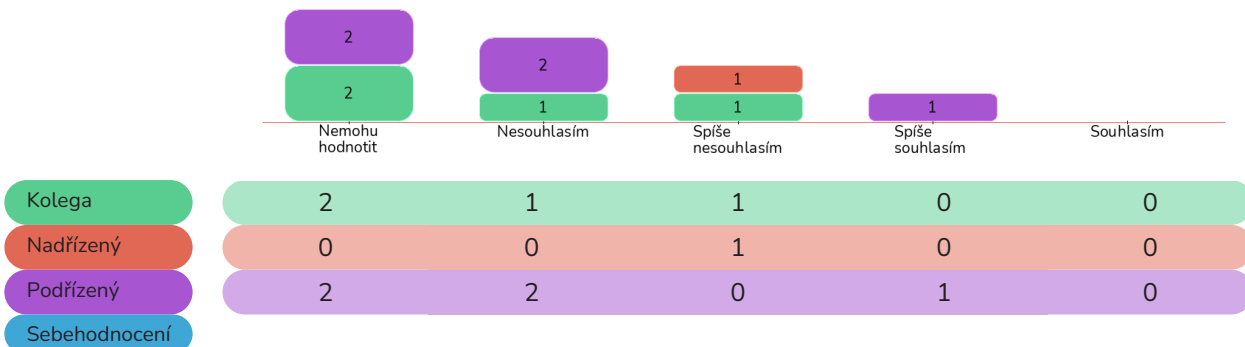 2
2
2
1
1
1
1
Nemohu
hodnotit
Nesouhlasím
Spíše
nesouhlasím
Spíše
souhlasím
Souhlasím
Kolega 2 1 1 0 0
Nadřízený 0 0 1 0 0
Podřízený 2 2 0 1 0
Sebehodnocení